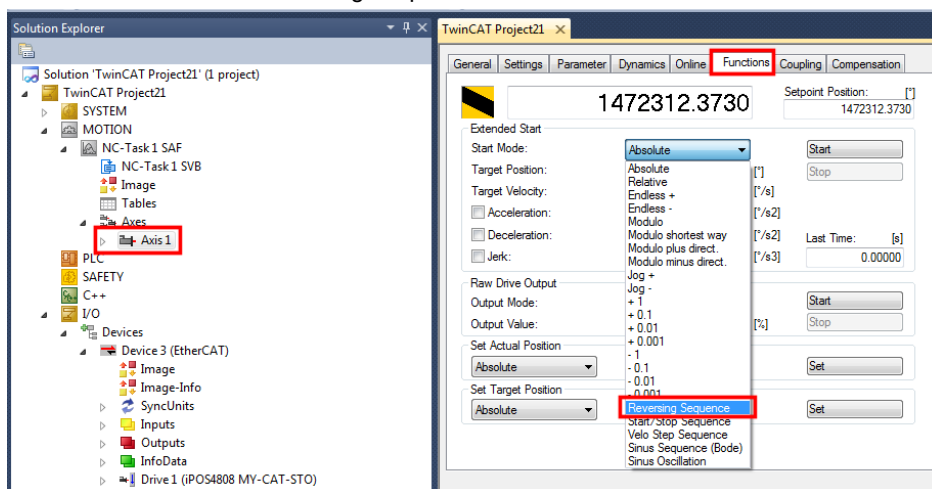 Solution Explorer
Solution 'TwinCAT Project21' (1 project)
TwinCAT Project21
SYSTEM
MOTION
NC-Task 1 SAF
NC-Task 1 SVB
Image
Tables
Axes
Axis 1
PLC
SAFETY
C++
I/O
Devices
Device 3 (EtherCAT)
Image
Image-Info
SyncUnits
Inputs
Outputs
InfoData
Drive 1 (iPOS4808 MY-CAT-STO)
TwinCAT Project21
General Settings Parameter Dynamics Online Functions Coupling Compensation
1472312.3730
Setpoint Position: [°]
1472312.3730
Extended Start
Start Mode: Absolute Start
Target Position: [°] Stop
Target Velocity: [°/s]
Acceleration: [°/s2]
Deceleration: [°/s2] Last Time: [s]
Jerk: [°/s3] 0.00000
Raw Drive Output
Output Mode: Start
Output Value: [%] Stop
Set Actual Position
Absolute Set
Set Target Position
Absolute Set
Absolute
Relative
Endless +
Endless -
Modulo
Modulo shortest way
Modulo plus direct.
Modulo minus direct.
Jog +
Jog -
+ 1
+ 0.1
+ 0.01
+ 0.001
- 1
- 0.1
- 0.01
- 0.001
Reversing Sequence
Start/Stop Sequence
Velo Step Sequence
Sinus Sequence (Bode)
Sinus Oscillation